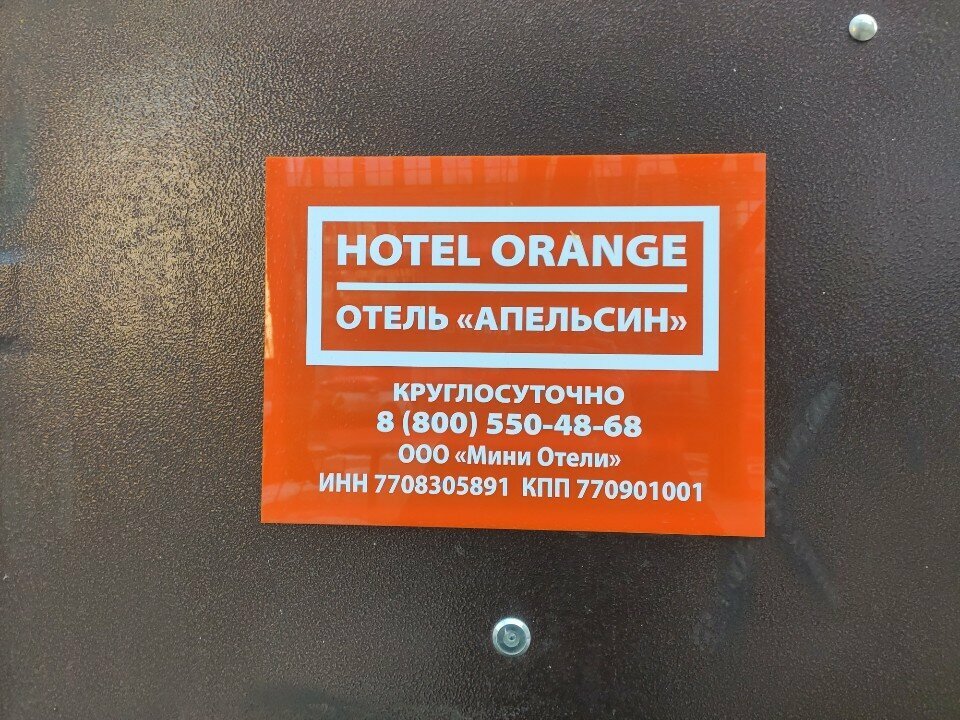 HOTEL ORANGE
ОТЕЛЬ «АПЕЛЬСИН»
КРУГЛОСУТОЧНО
8 (800) 550-48-68
ООО «Мини Отели»
ИНН 7708305891 КПП 770901001